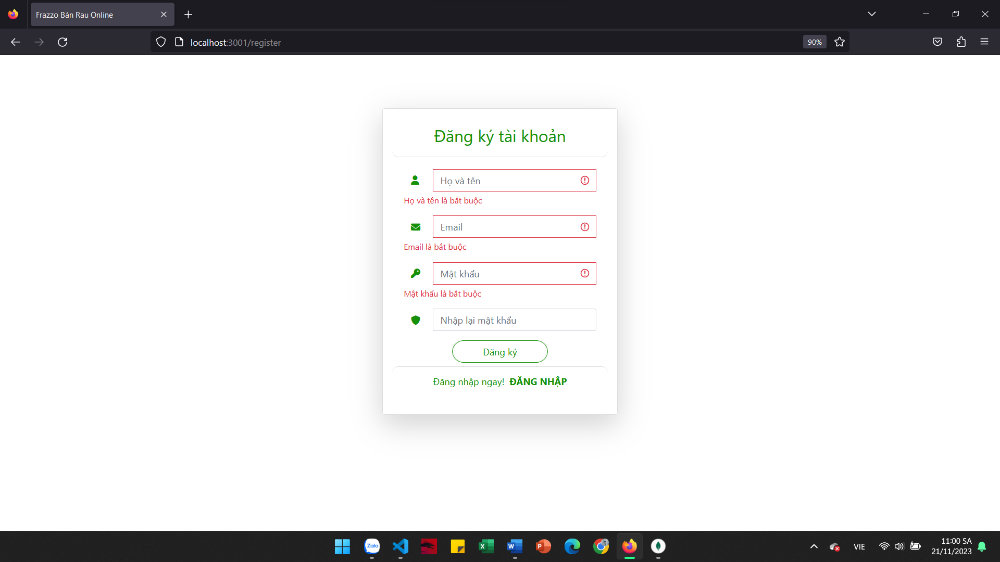 Frazzo Bán Rau Online
localhost:3001/register
90%
Đăng ký tài khoản
Họ và tên
Họ và tên là bắt buộc
Email
Email là bắt buộc
Mật khẩu
Mật khẩu là bắt buộc
Nhập lại mật khẩu
Đăng ký
Đăng nhập ngay! ĐĂNG NHẬP
Zalo
VIE
11:00 SA
21/11/2023